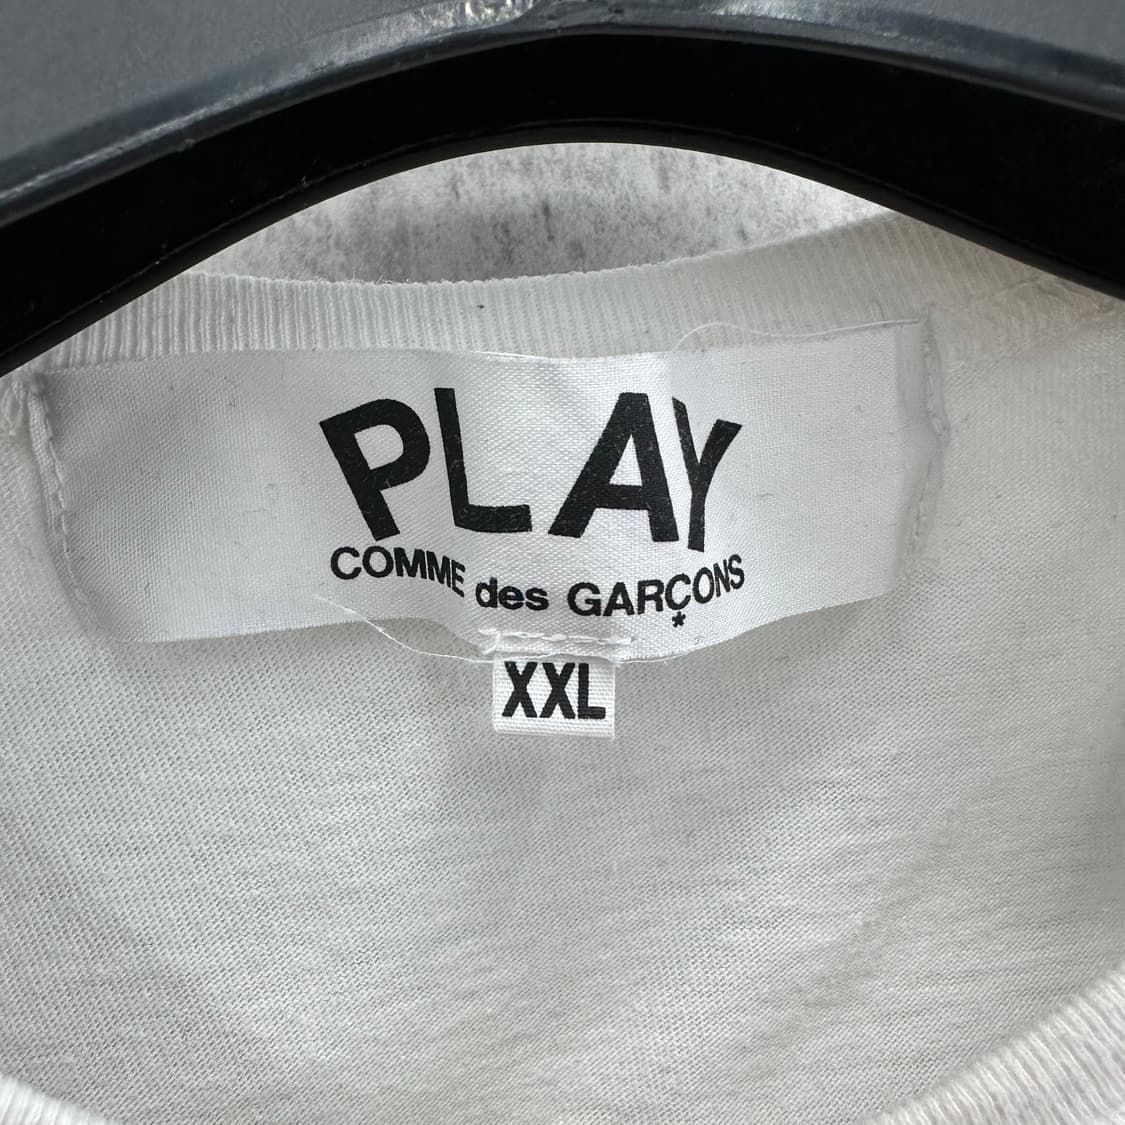 PLAY
COMME des GARÇONS
*
XXL